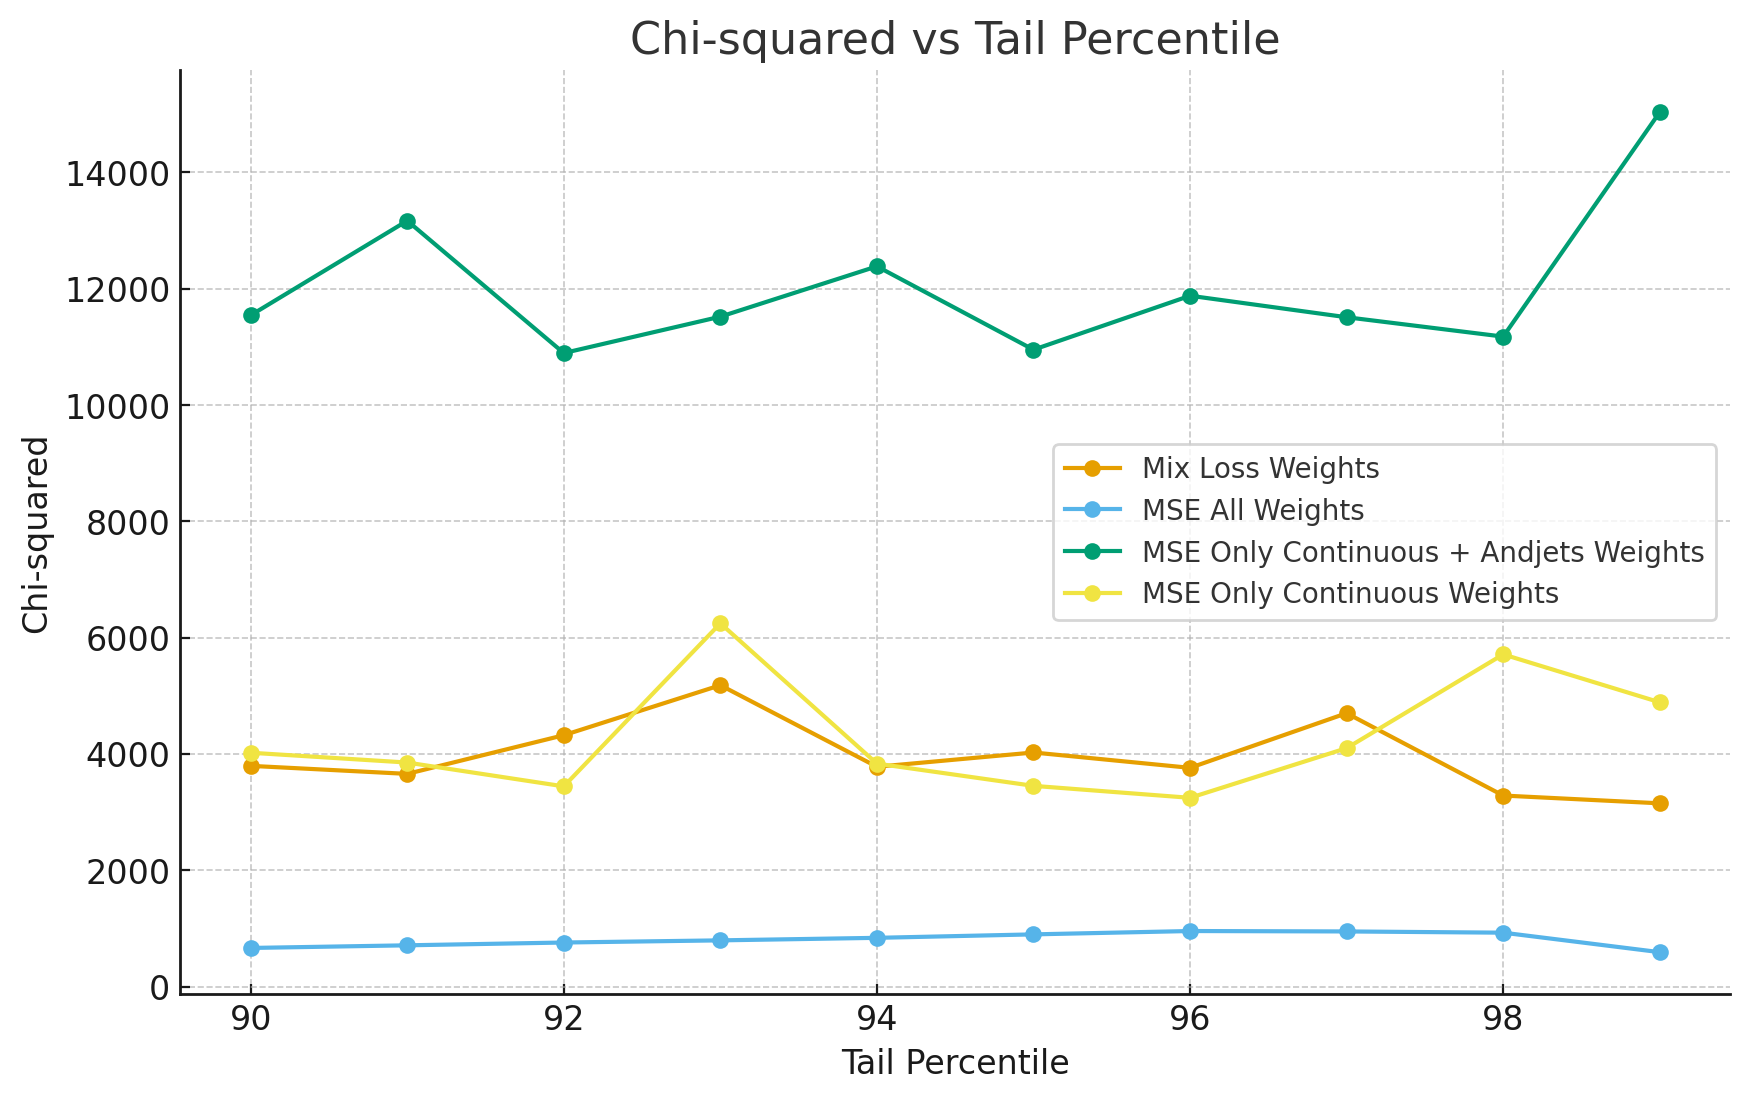 Chi-squared vs Tail Percentile
14000
12000
10000
8000
6000
4000
2000
0
Chi-squared
Mix Loss Weights
MSE All Weights
MSE Only Continuous + Andjets Weights
MSE Only Continuous Weights
90 92 94 96 98
Tail Percentile